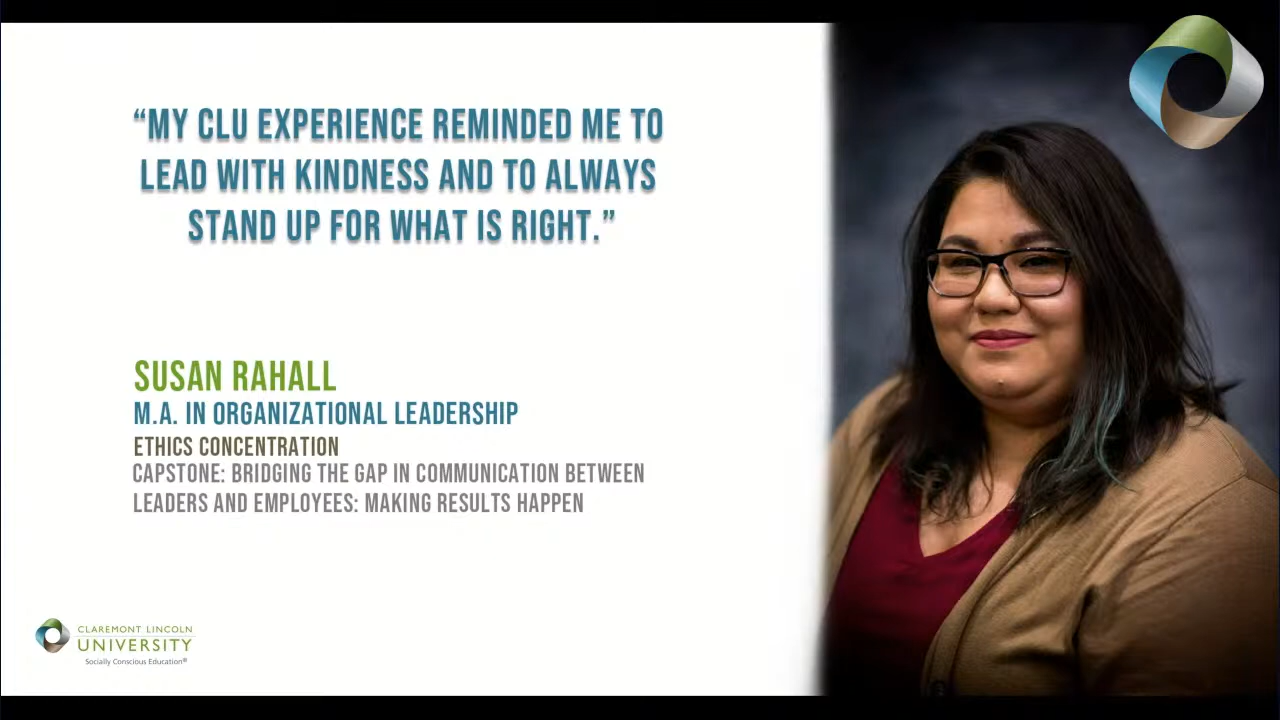 “MY CLU EXPERIENCE REMINDED ME TO
LEAD WITH KINDNESS AND TO ALWAYS
STAND UP FOR WHAT IS RIGHT.”
SUSAN RAHALL
M.A. IN ORGANIZATIONAL LEADERSHIP
ETHICS CONCENTRATION
CAPSTONE: BRIDGING THE GAP IN COMMUNICATION BETWEEN
LEADERS AND EMPLOYEES: MAKING RESULTS HAPPEN
CLAREMONT LINCOLN
UNIVERSITY
Socially Conscious Education®